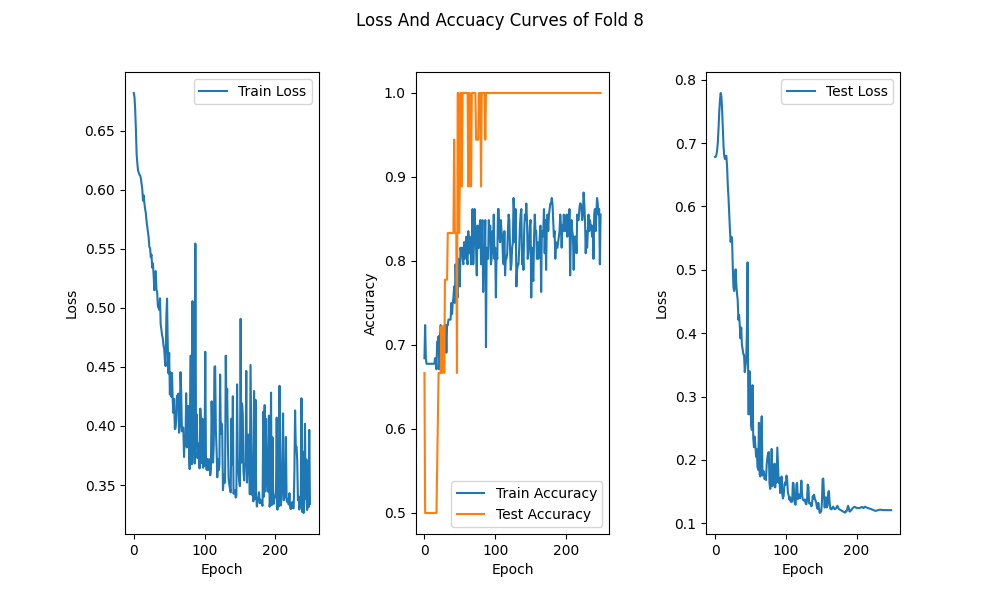 Loss And Accuacy Curves of Fold 8
Train Loss
0.65
0.60
0.55
0.50
0.45
0.40
0.35
Loss
0
100
200
Epoch
1.0
0.9
0.8
0.7
0.6
0.5
Accuracy
Train Accuracy
Test Accuracy
0
100
200
Epoch
Test Loss
0.8
0.7
0.6
0.5
0.4
0.3
0.2
0.1
Loss
0
100
200
Epoch